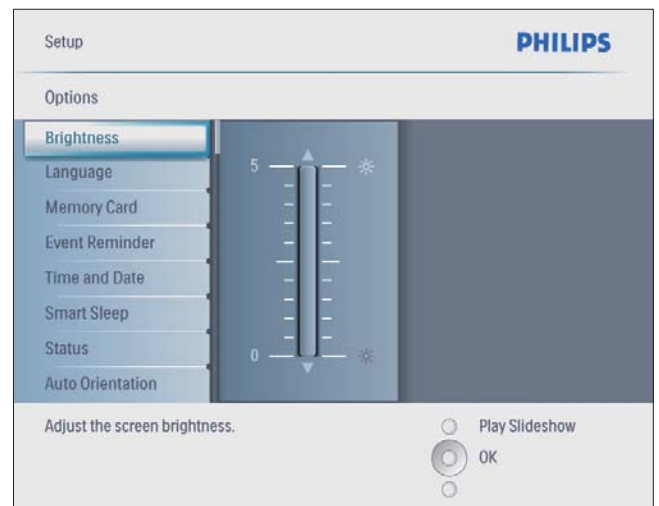 Setup
PHILIPS
Options
Brightness
Language
Memory Card
Event Reminder
Time and Date
Smart Sleep
Status
Auto Orientation
5
0
Adjust the screen brightness.
Play Slideshow
OK